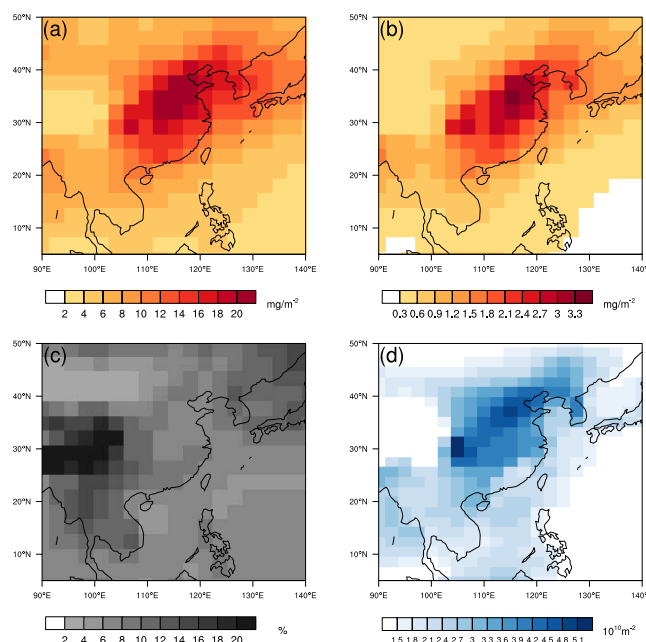 (a) (b)
50°N 50°N
40°N 40°N
30°N 30°N
20°N 20°N
10°N 10°N
90°E 100°E 110°E 120°E 130°E 140°E 90°E 100°E 110°E 120°E 130°E 140°E
2 4 6 8 10 12 14 16 18 20 mg/m-2 0.3 0.6 0.9 1.2 1.5 1.8 2.1 2.4 2.7 3 3.3 mg/m-2
(c) (d)
50°N 50°N
40°N 40°N
30°N 30°N
20°N 20°N
10°N 10°N
90°E 100°E 110°E 120°E 130°E 140°E 90°E 100°E 110°E 120°E 130°E 140°E
2 4 6 8 10 12 14 16 18 20 % 1.5 1.8 2.1 2.4 2.7 3 3.3 3.6 3.9 4.2 4.5 4.8 5.1 10¹⁰m⁻²